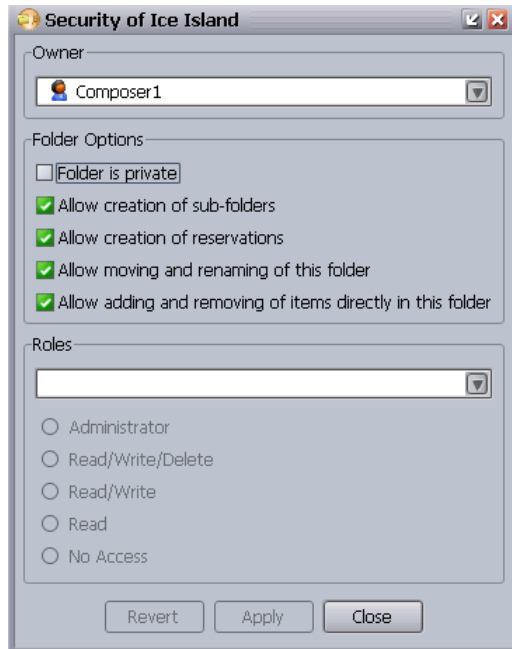 Security of Ice Island
Owner
Composer1
Folder Options
Folder is private
Allow creation of sub-folders
Allow creation of reservations
Allow moving and renaming of this folder
Allow adding and removing of items directly in this folder
Roles
Administrator
Read/Write/Delete
Read/Write
Read
No Access
Revert Apply Close